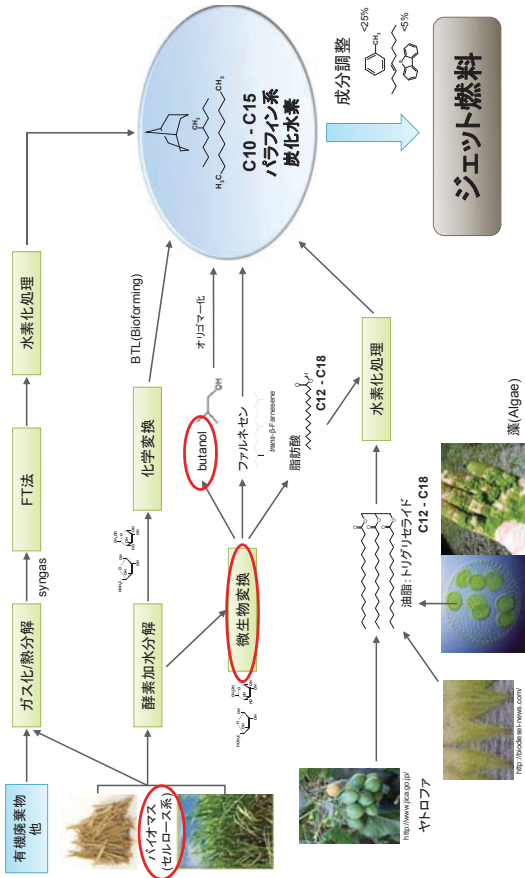 有機廃棄物
他
ガス化/熱分解
syngas
FT法
水素化処理
バイオマス
(セルロース系)
酵素加水分解
化学変換
BTL(Bioforming)
微生物変換
butanol
OH
オリゴマー化
ファルネセン
trans-β-Farnesene
脂肪酸
C12 - C18
水素化処理
油脂:トリグリセライド
C12 - C18
http://www.jica.go.jp/
ヤトロファ
http://biodiesel-news.com/
藻(Algae)
CH₃
H₃C
CH₃
C10 - C15
パラフィン系
炭化水素
成分調整
CH₃
<25%
<5%
ジェット燃料